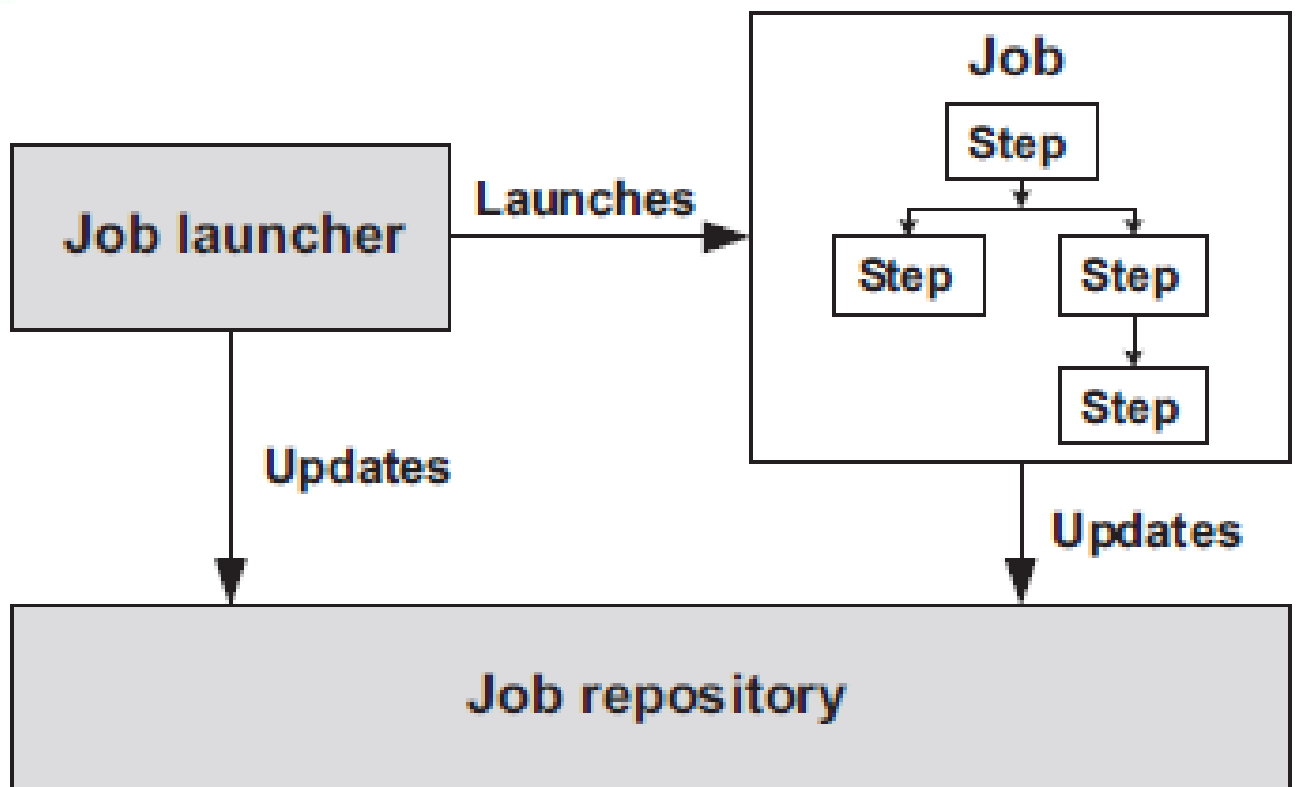 Job
Step
Job launcher
Launches
Step
Step
Step
Updates
Updates
Job repository